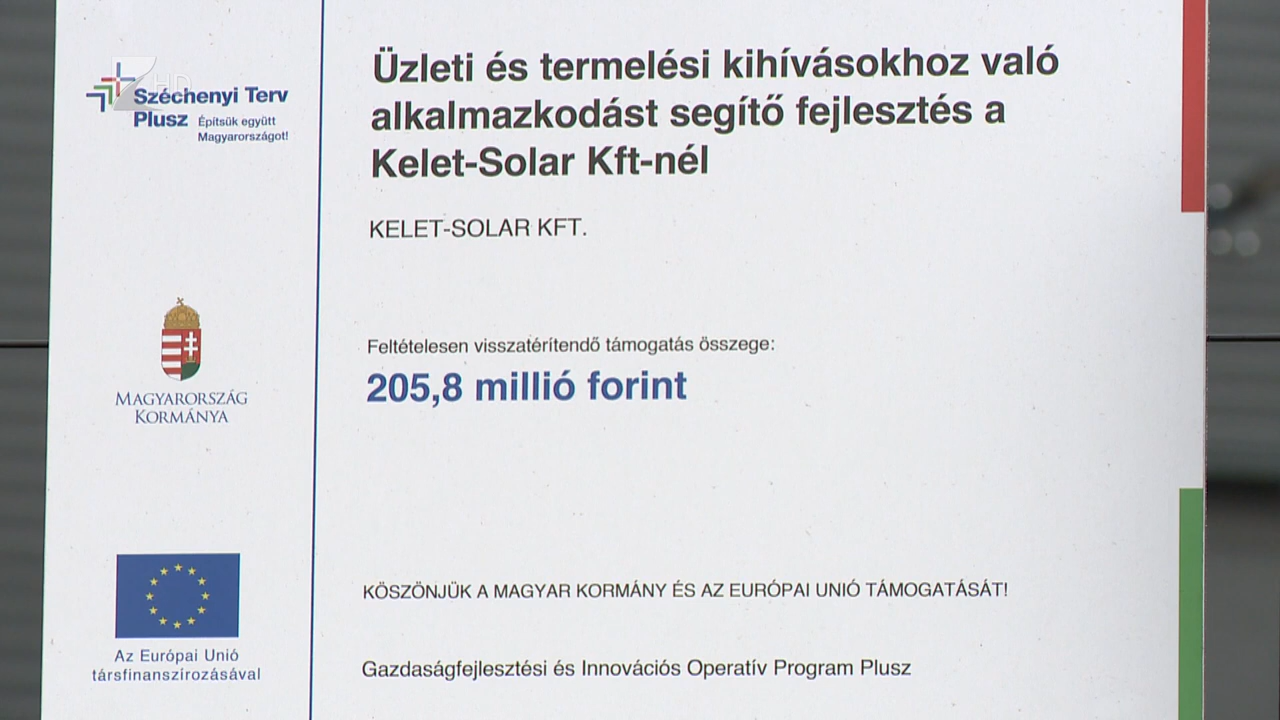 7 HD
Széchenyi Terv
Plusz Építsük együtt
Magyarországot!
Üzleti és termelési kihívásokhoz való
alkalmazkodást segítő fejlesztés a
Kelet-Solar Kft-nél
KELET-SOLAR KFT.
MAGYARORSZÁG
KORMÁNYA
Feltételesen visszatérítendő támogatás összege:
205,8 millió forint
Az Európai Unió
társfinanszírozásával
KÖSZÖNJÜK A MAGYAR KORMÁNY ÉS AZ EURÓPAI UNIÓ TÁMOGATÁSÁT!
Gazdaságfejlesztési és Innovációs Operatív Program Plusz